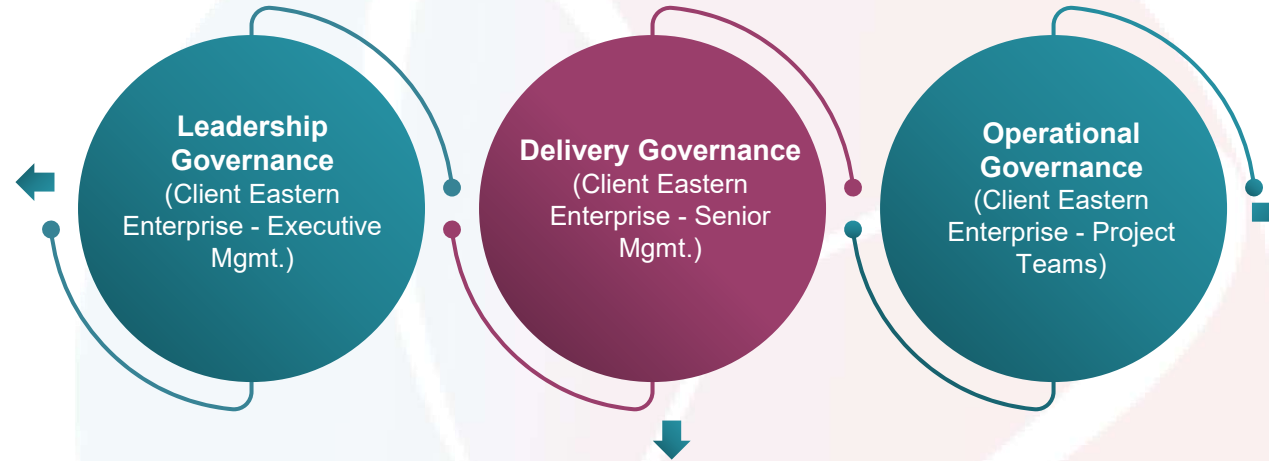 Leadership
Governance
(Client Eastern
Enterprise - Executive
Mgmt.)
Delivery Governance
(Client Eastern
Enterprise - Senior
Mgmt.)
Operational
Governance
(Client Eastern
Enterprise - Project
Teams)